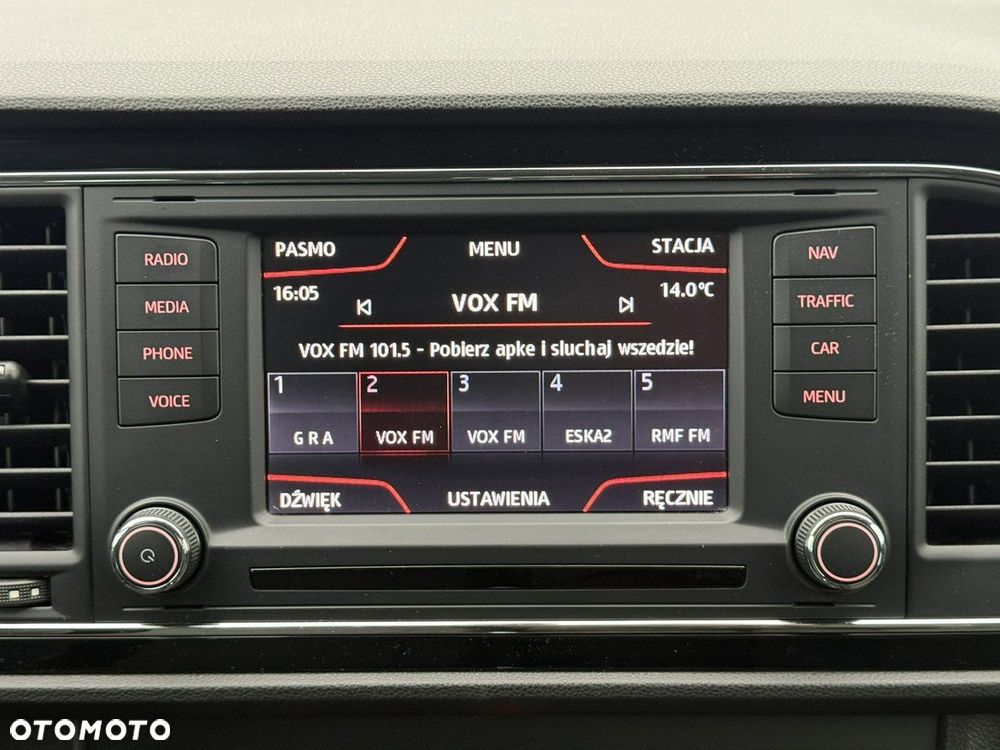 RADIO
MEDIA
PHONE
VOICE
PASMO MENU STACJA
16:05 VOX FM 14.0°C
VOX FM 101.5 - Pobierz apke i sluchaj wszedzie!
1 2 3 4 5
GRA VOX FM VOX FM ESKA2 RMF FM
DŹWIĘK USTAWIENIA RĘCZNIE
NAV
TRAFFIC
CAR
MENU
OTOMOTO